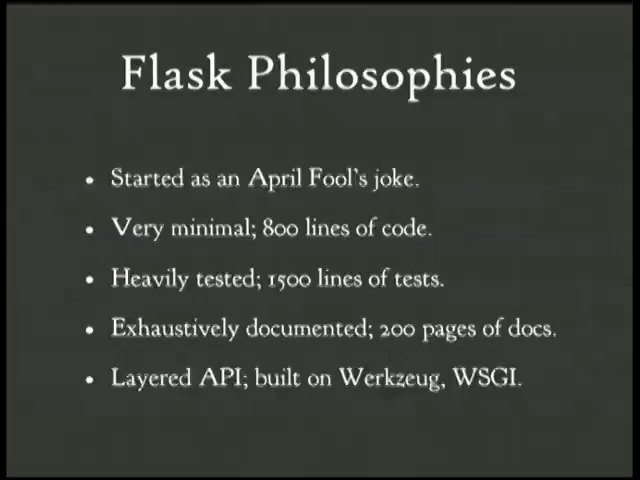 Flask Philosophies
• Started as an April Fool's joke.
• Very minimal; 800 lines of code.
• Heavily tested; 1500 lines of tests.
• Exhaustively documented; 200 pages of docs.
• Layered API; built on Werkzeug, WSGI.